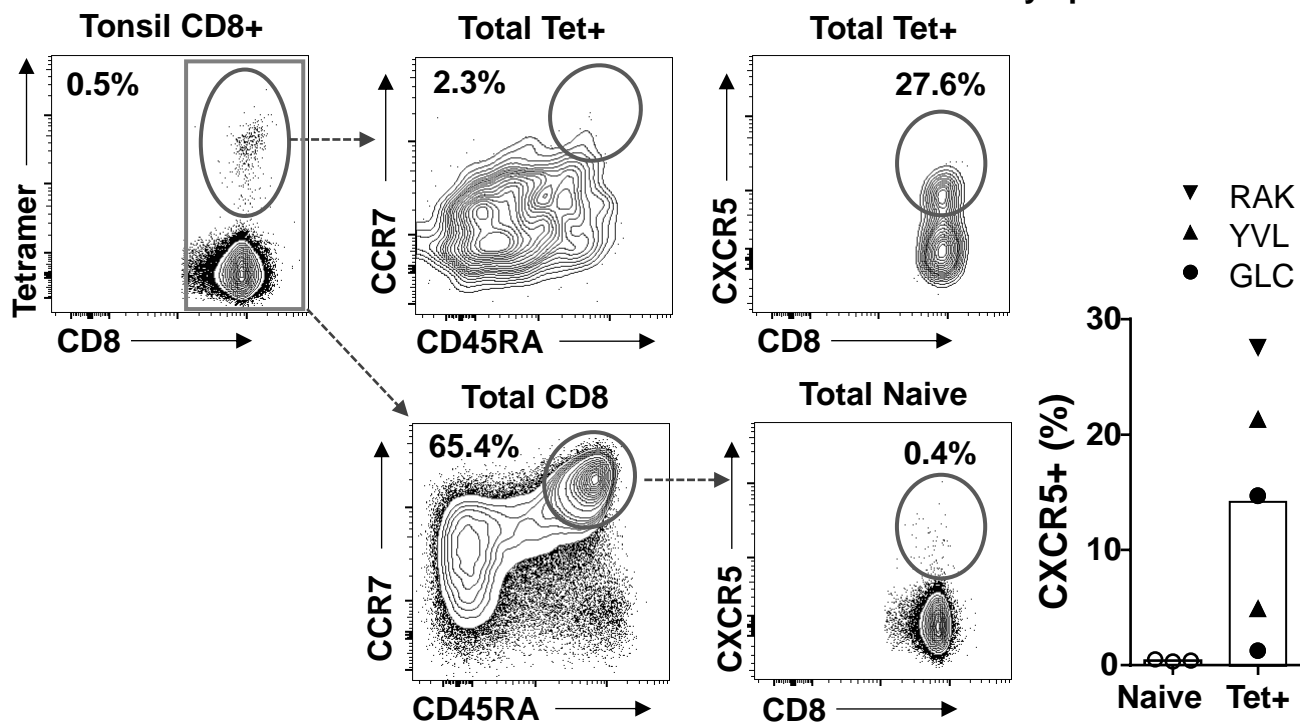 Tonsil CD8+
Total Tet+
Total Tet+
0.5%
2.3%
27.6%
Tetramer
CCR7
CXCR5
CD8
CD45RA
CD8
RAK
YVL
GLC
Total CD8
Total Naive
65.4%
0.4%
CCR7
CXCR5
CD45RA
CD8
CXCR5+ (%)
30
20
10
0
Naive
Tet+